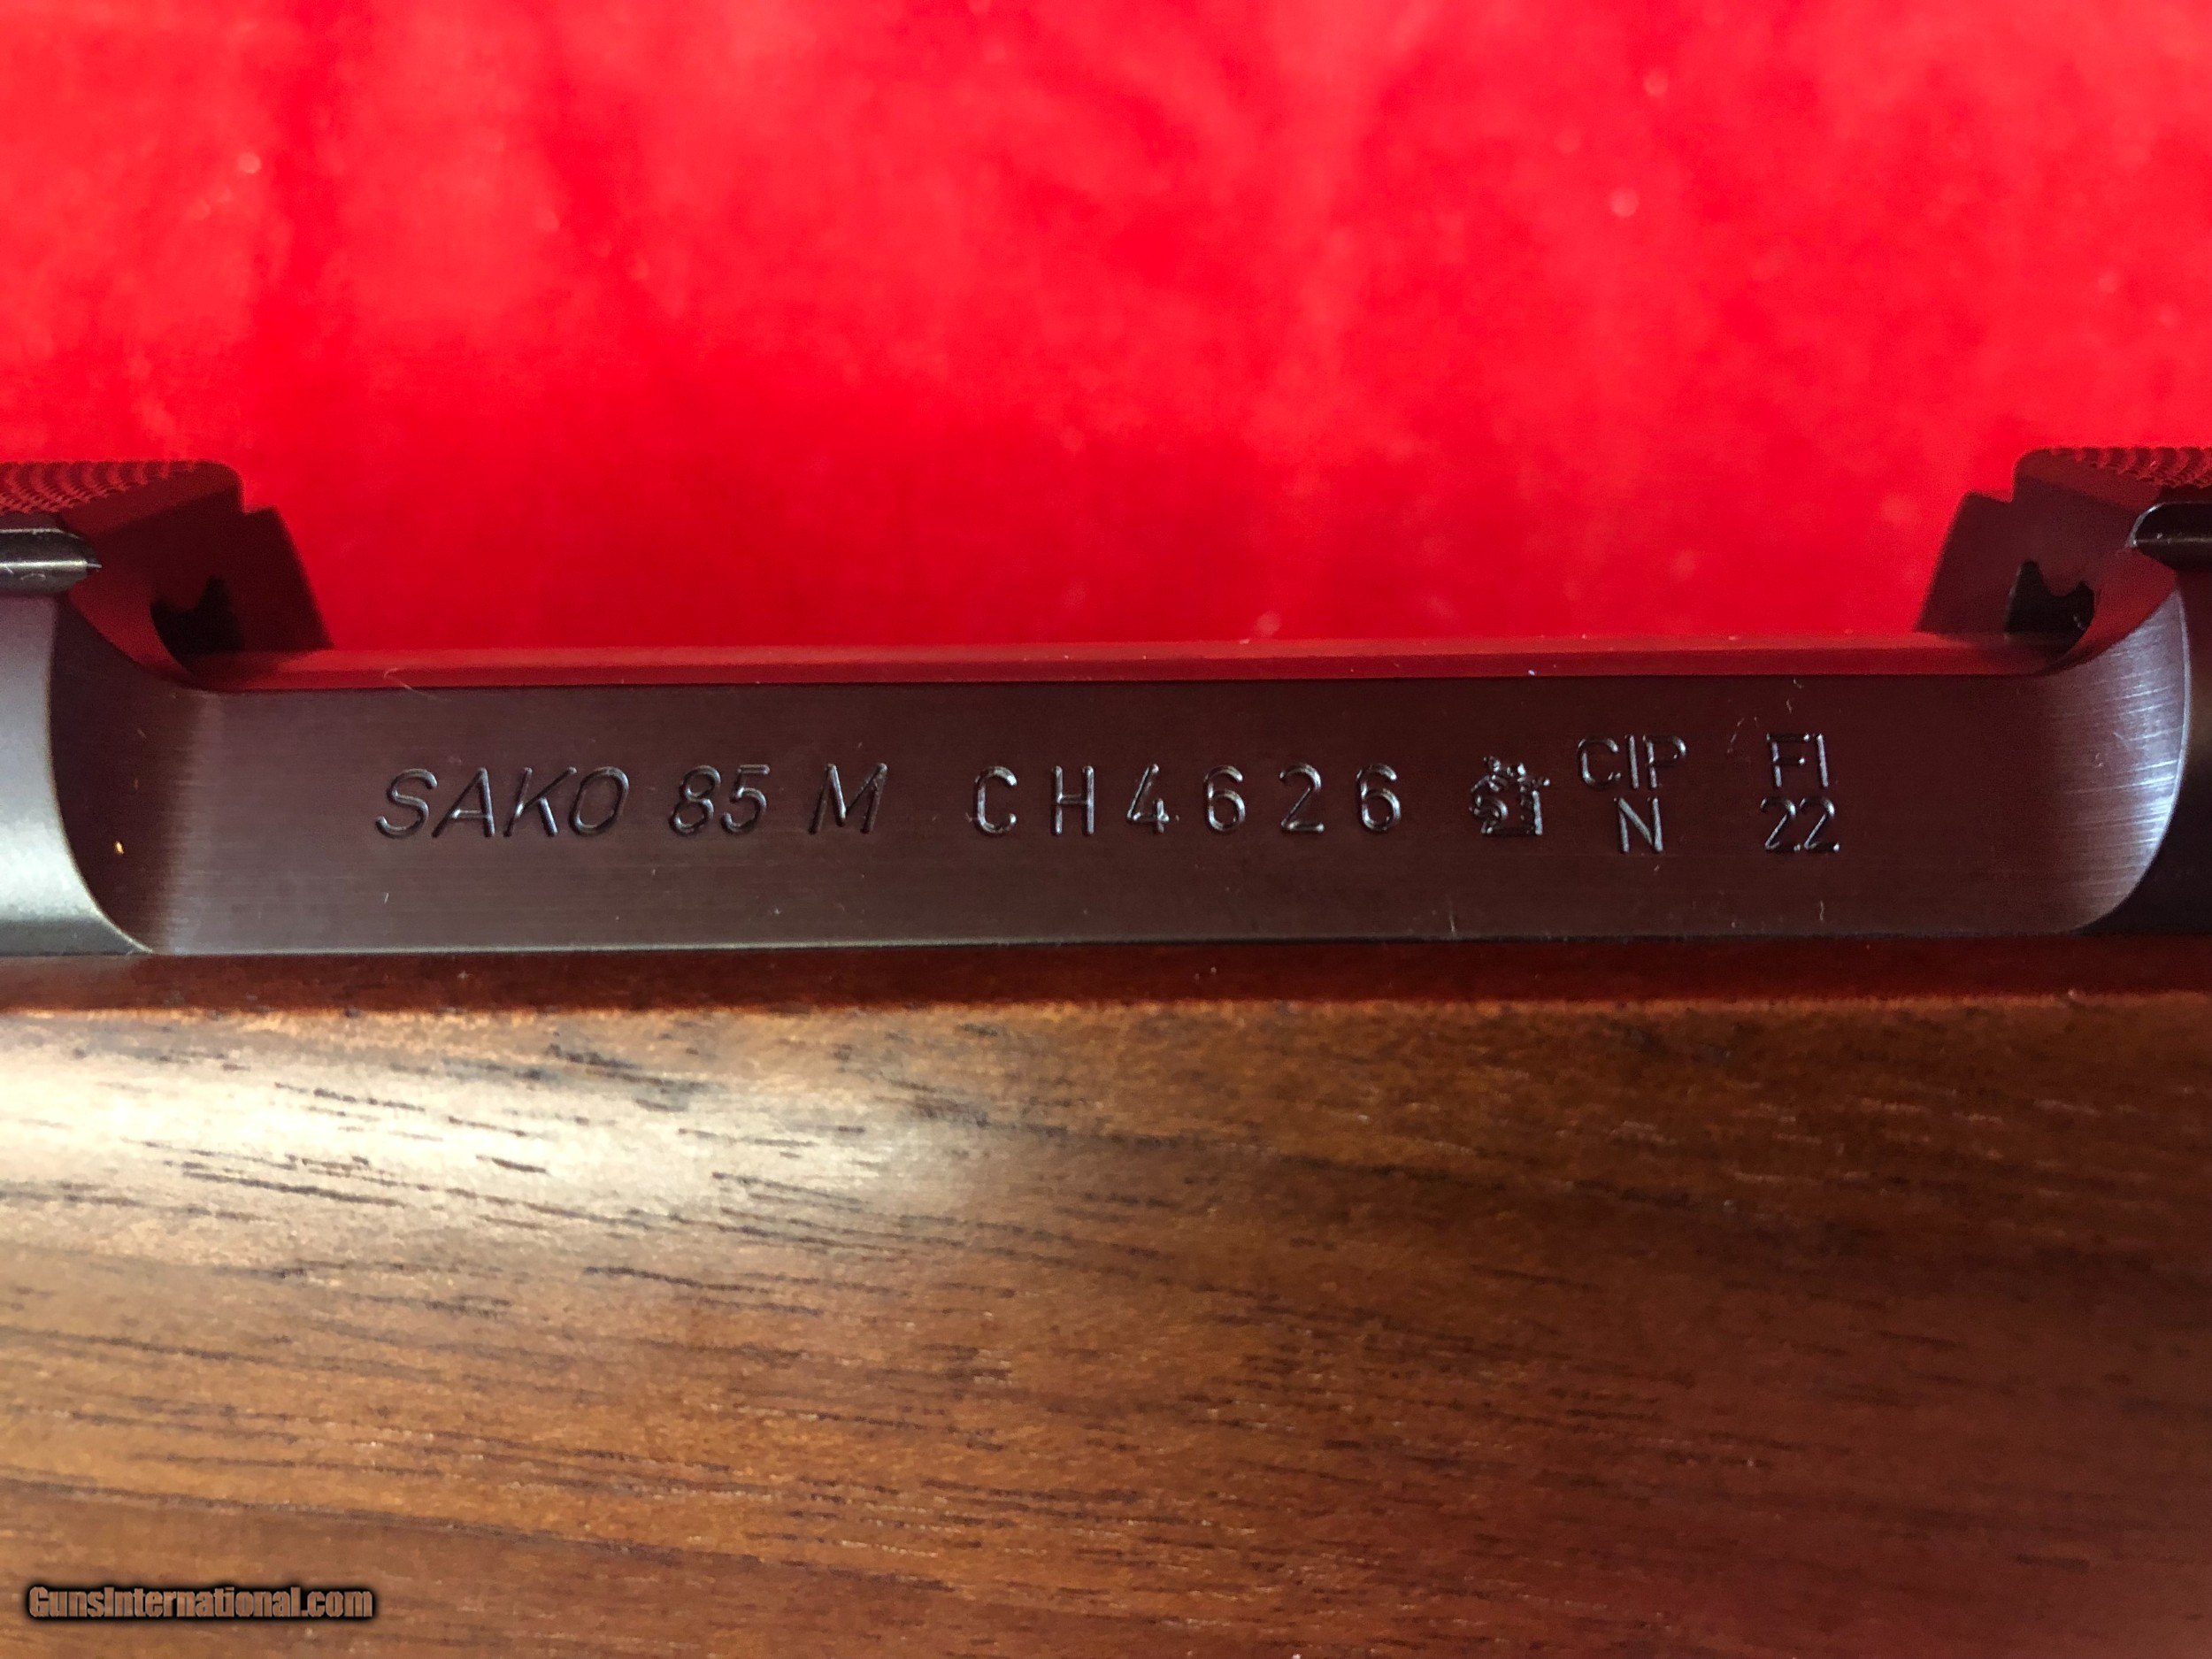 SAKO 85 M CH4626 CIP FI
N 22
GunsInternational.com